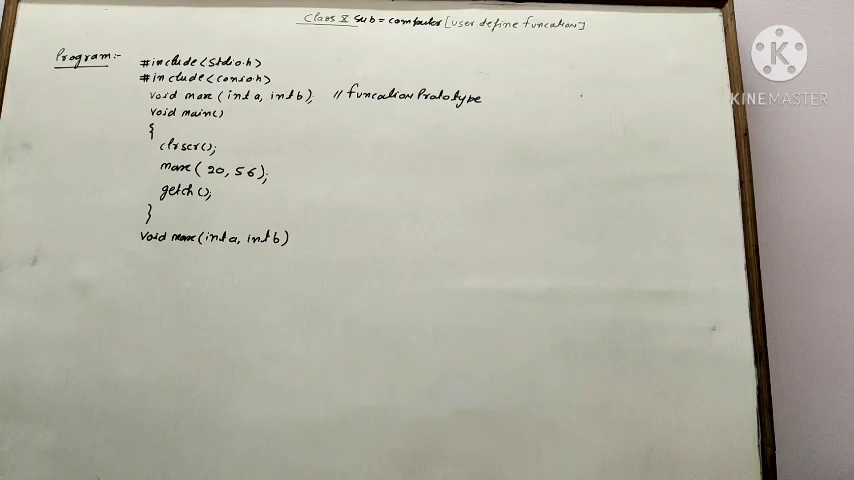 Class X Sub = computer [user define funcation]
Program:-
#include<stdio.h>
#include<conio.h>
void max(int a, int b); // funcation Prototype
void main()
{
clrscr();
max( 20, 56);
getch();
}
void max(int a, int b)
KINEMASTER